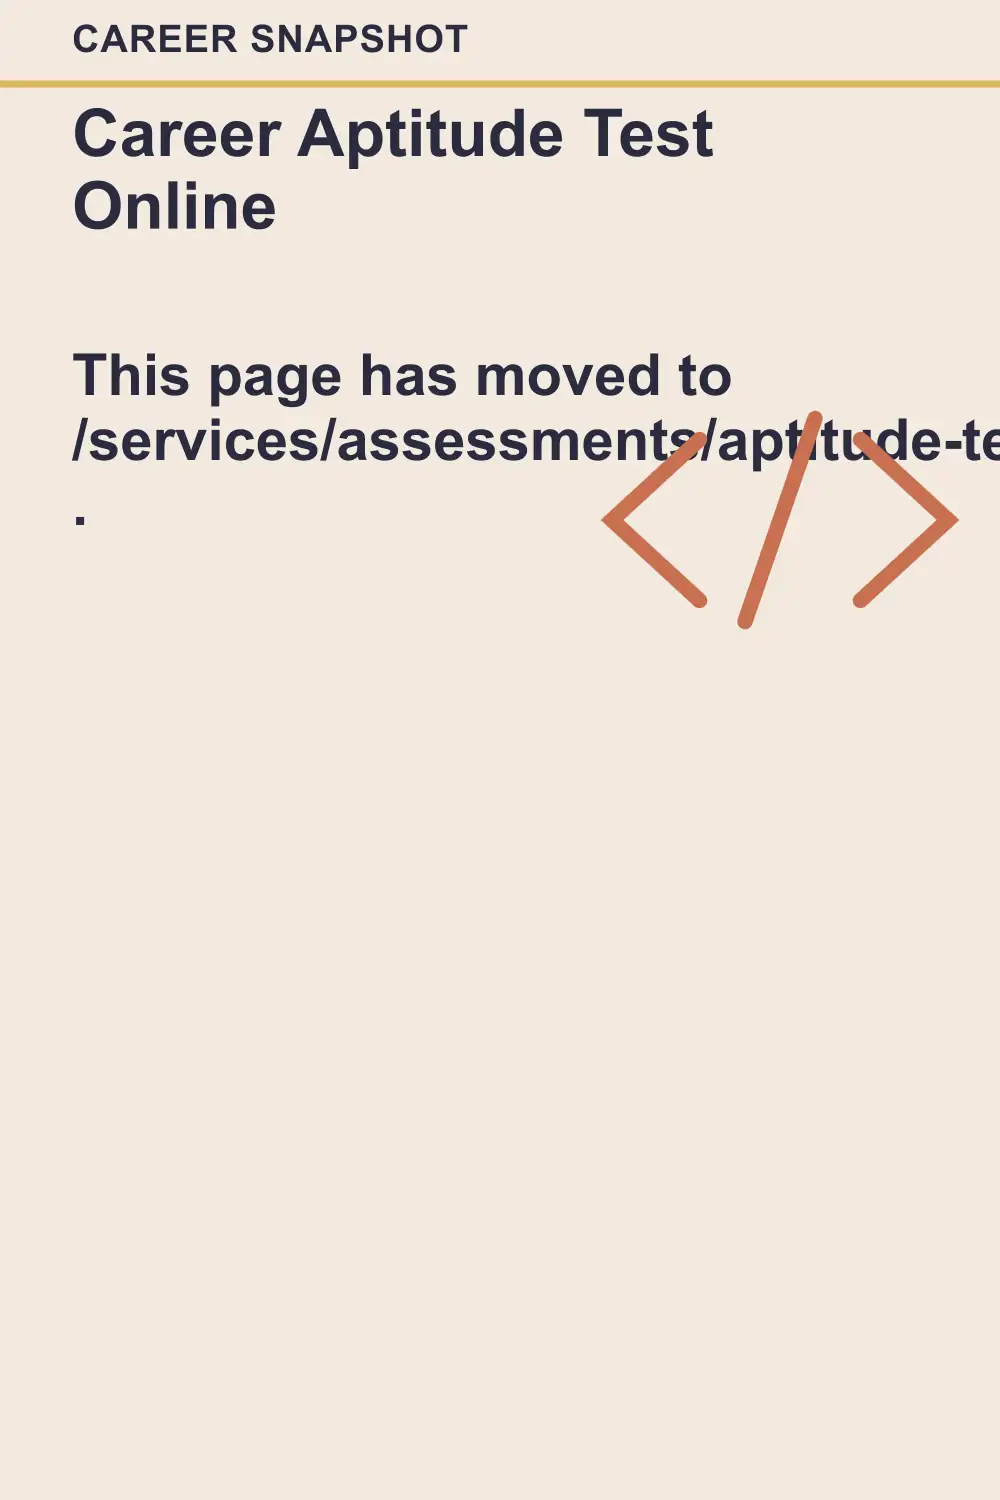 CAREER SNAPSHOT
Career Aptitude Test
Online
This page has moved to
/services/assessments/aptitude-te
.